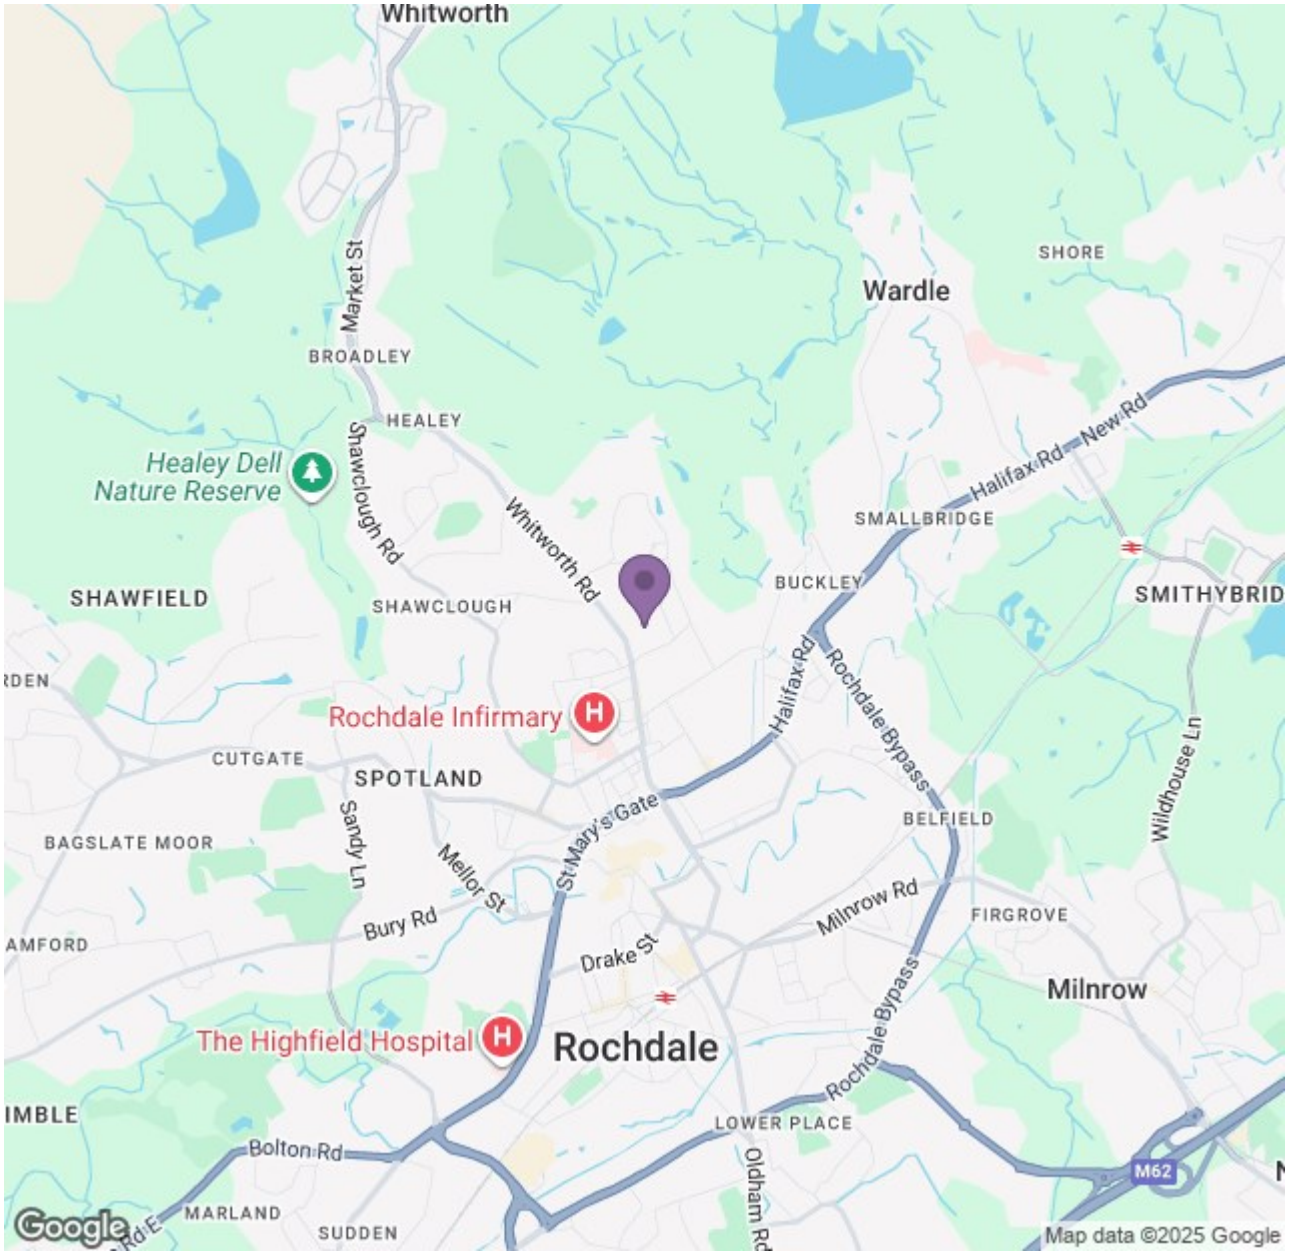 Whitworth
Market St
SHORE
Wardle
BROADLEY
HEALEY
Halifax Rd - New Rd
Healey Dell
Nature Reserve
Shawclough Rd
Whitworth Rd
SMALLBRIDGE
BUCKLEY
SHAWFIELD
SHAWCLOUGH
SMITHYBRID
RDEN
Halifax Rd
Rochdale Bypass
Rochdale Infirmary
H
CUTGATE
SPOTLAND
Wildhouse Ln
St Mary's Gate
BELFIELD
BAGSLATE MOOR
Sandy Ln
Mellor St
Milnrow Rd
Bury Rd
FIRGROVE
AMFORD
Drake St
Milnrow
The Highfield Hospital
H
Rochdale
Rochdale Bypass
IMBLE
LOWER PLACE
Bolton Rd
Oldham Rd
M62
N
MARLAND
SUDDEN
Google
Rd E
Map data ©2025 Google